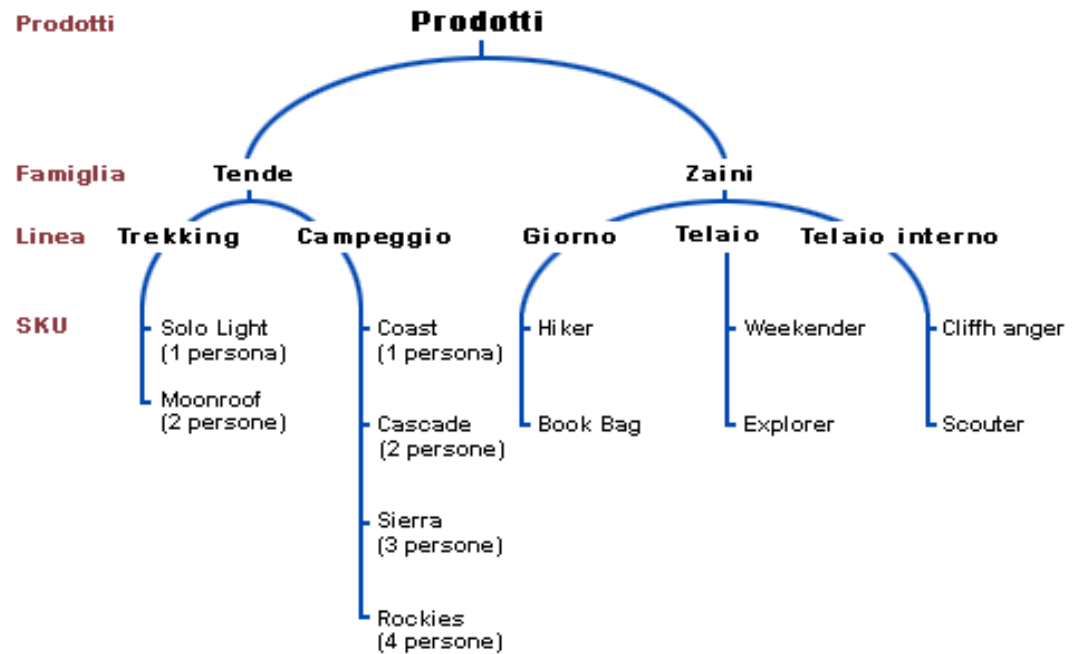 Prodotti Prodotti
Famiglia Tende Zaini
Linea Trekking Campeggio Giorno Telaio Telaio interno
SKU Solo Light Coast Hiker Weekender Cliffh anger
(1 persona) (1 persona)
Moonroof
(2 persone)
Cascade Book Bag Explorer Scouter
(2 persone)
Sierra
(3 persone)
Rockies
(4 persone)